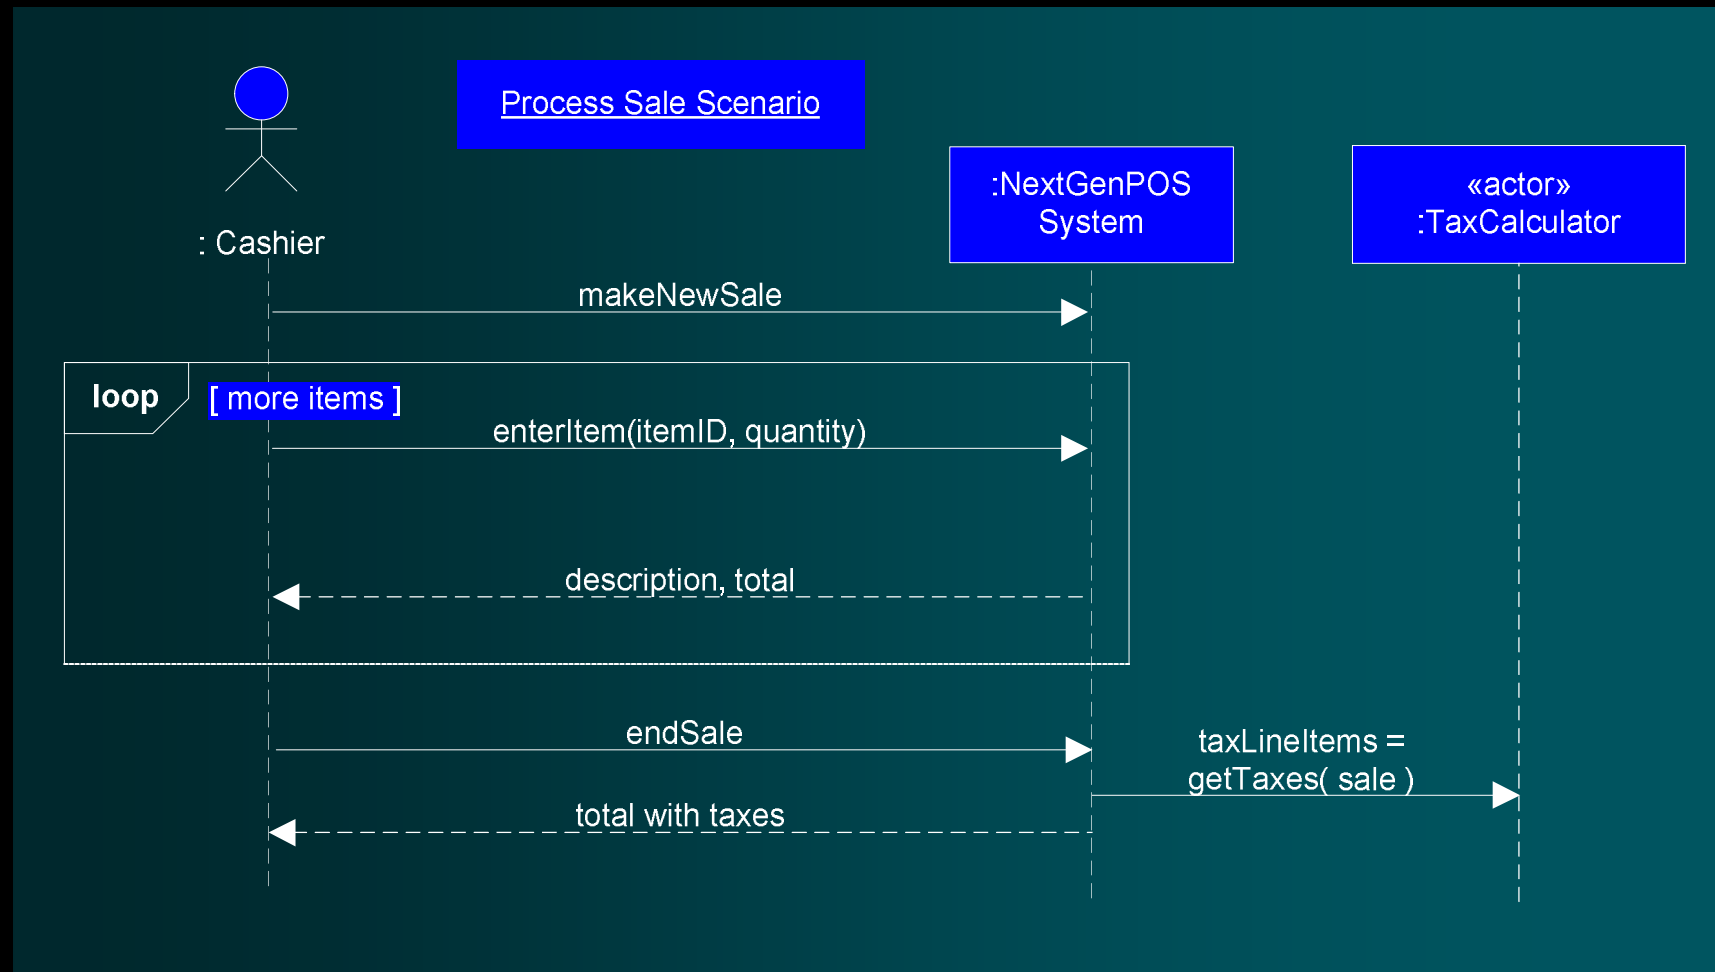 Process Sale Scenario
:NextGenPOS
System
«actor»
:TaxCalculator
: Cashier
makeNewSale
loop
[ more items ]
enterItem(itemID, quantity)
description, total
endSale
taxLineItems =
getTaxes( sale )
total with taxes